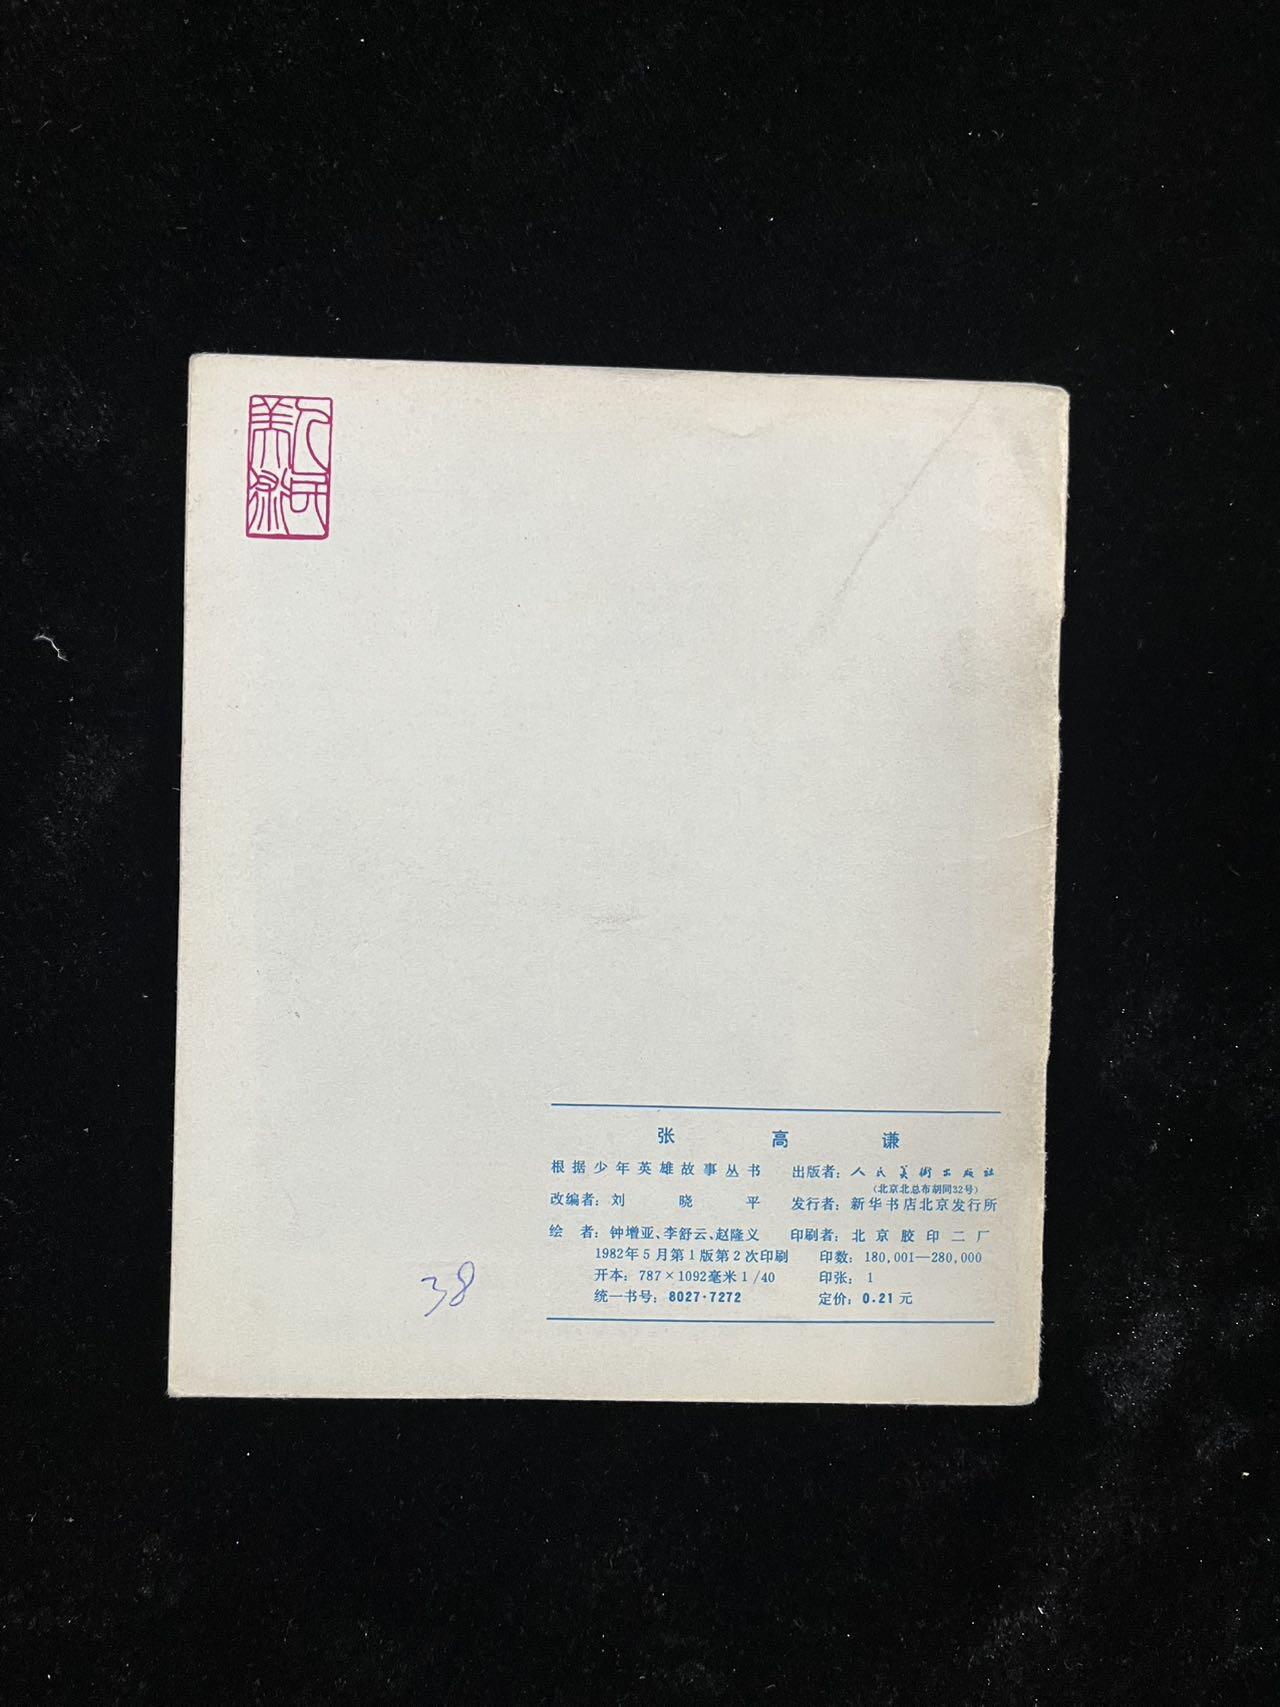 人民美术
张高谦
根据少年英雄故事丛书 出版者：人民美術出版社
（北京北总布胡同32号）
改编者：刘晓平 发行者：新华书店北京发行所
绘者：钟增亚、李舒云、赵隆义 印刷者：北京胶印二厂
1982年5月第1版第2次印刷 印数：180,001—280,000
开本：787×1092毫米1/40 印张：1
统一书号：8027·7272 定价：0.21元
38